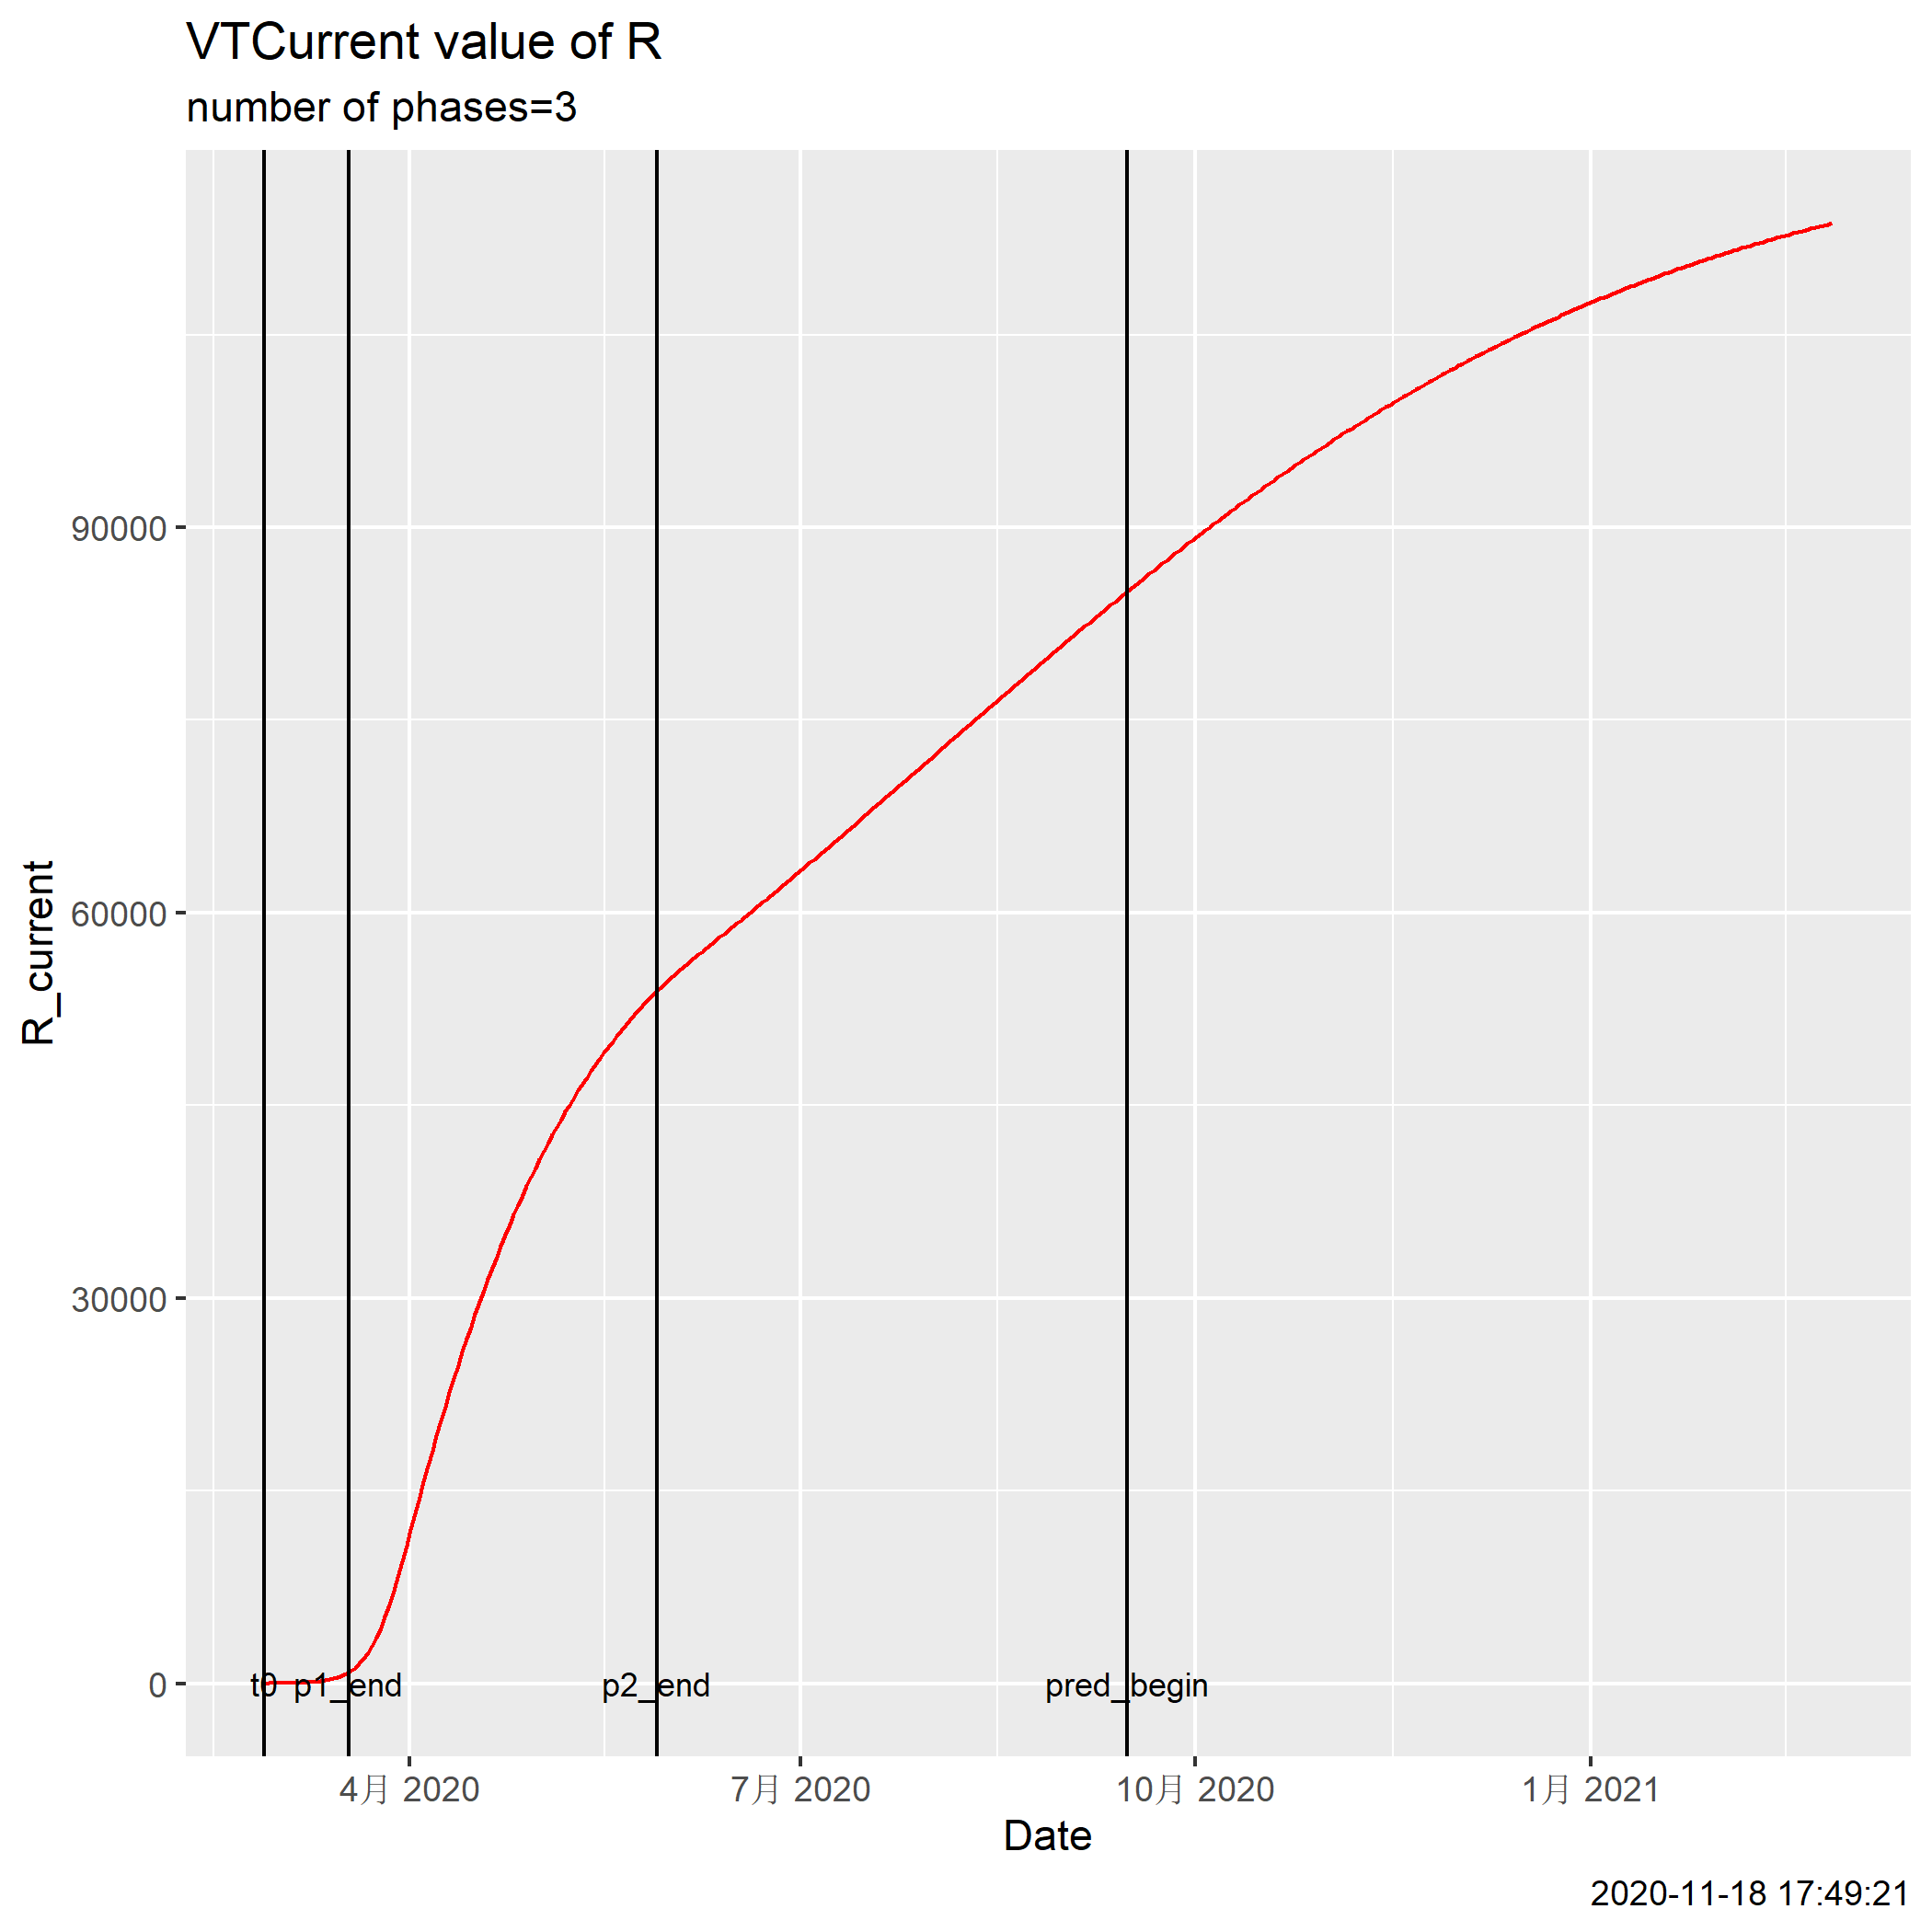 VTCurrent value of R
number of phases=3
90000
60000
30000
0
R_current
t0 p1_end p2_end pred_begin
4月 2020 7月 2020 10月 2020 1月 2021
Date
2020-11-18 17:49:21